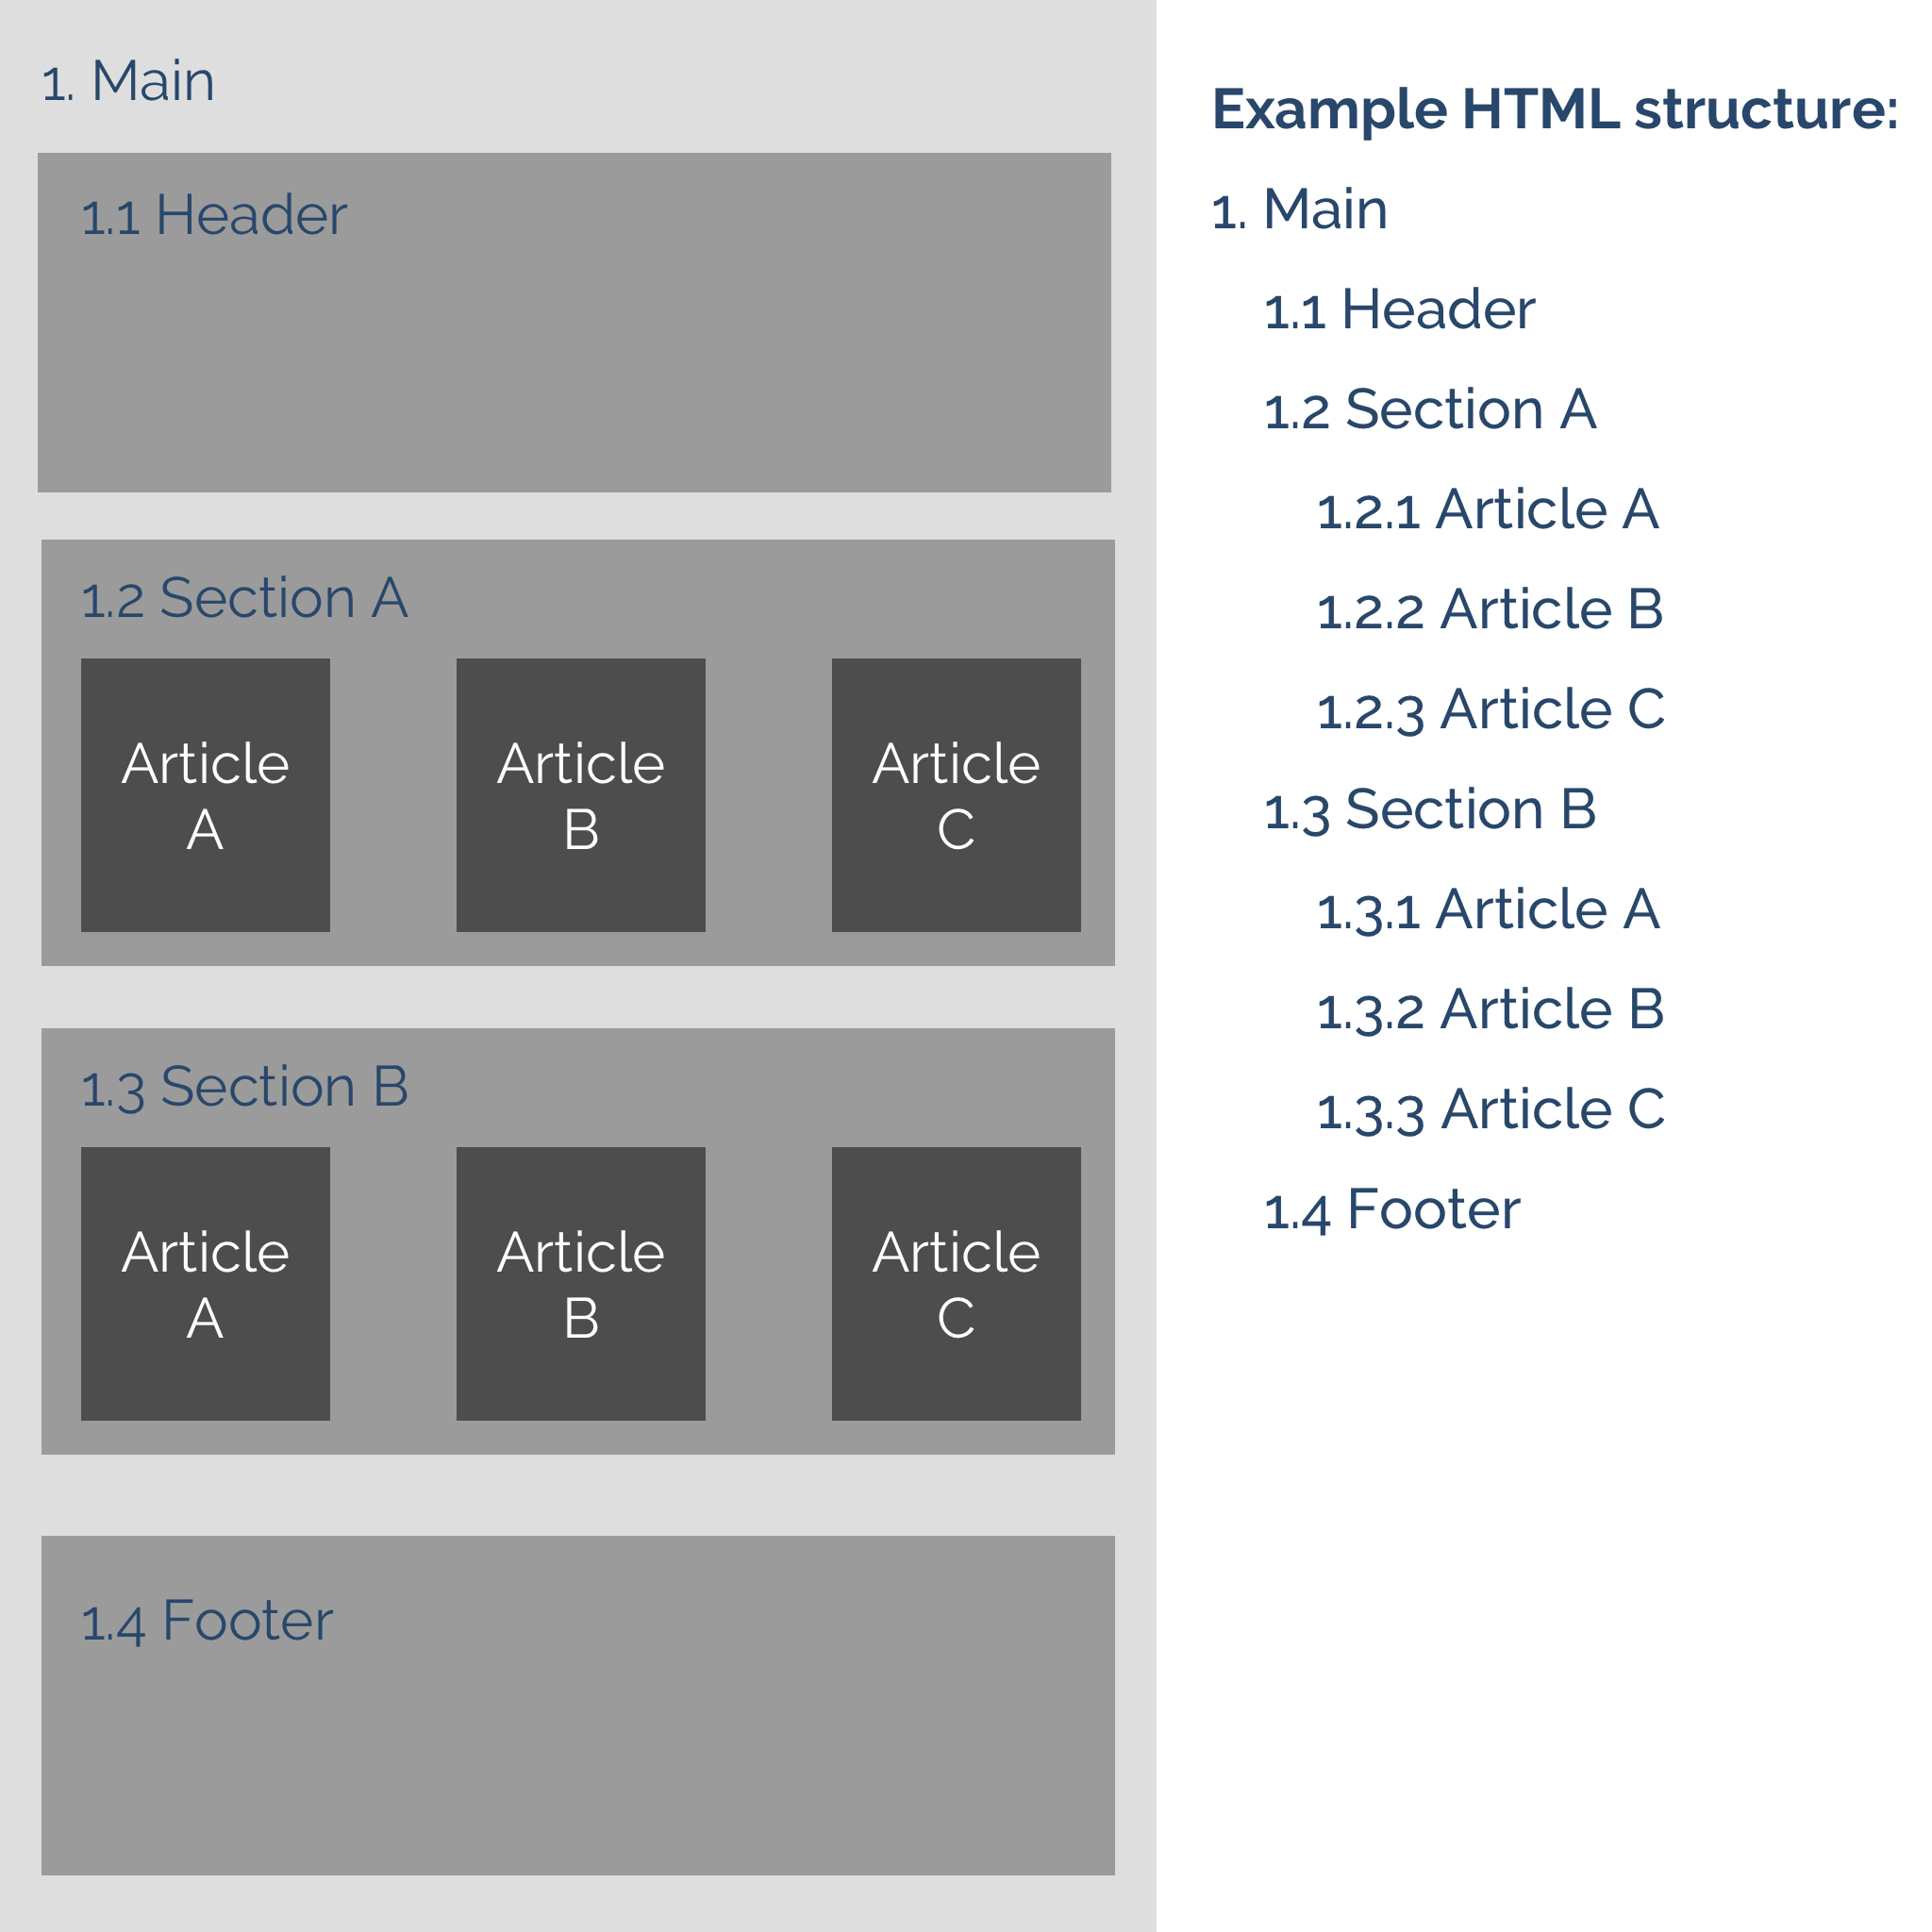 1. Main
1.1 Header
1.2 Section A
Article
A
Article
B
Article
C
1.3 Section B
Article
A
Article
B
Article
C
1.4 Footer
Example HTML structure:
1. Main
1.1 Header
1.2 Section A
1.2.1 Article A
1.2.2 Article B
1.2.3 Article C
1.3 Section B
1.3.1 Article A
1.3.2 Article B
1.3.3 Article C
1.4 Footer